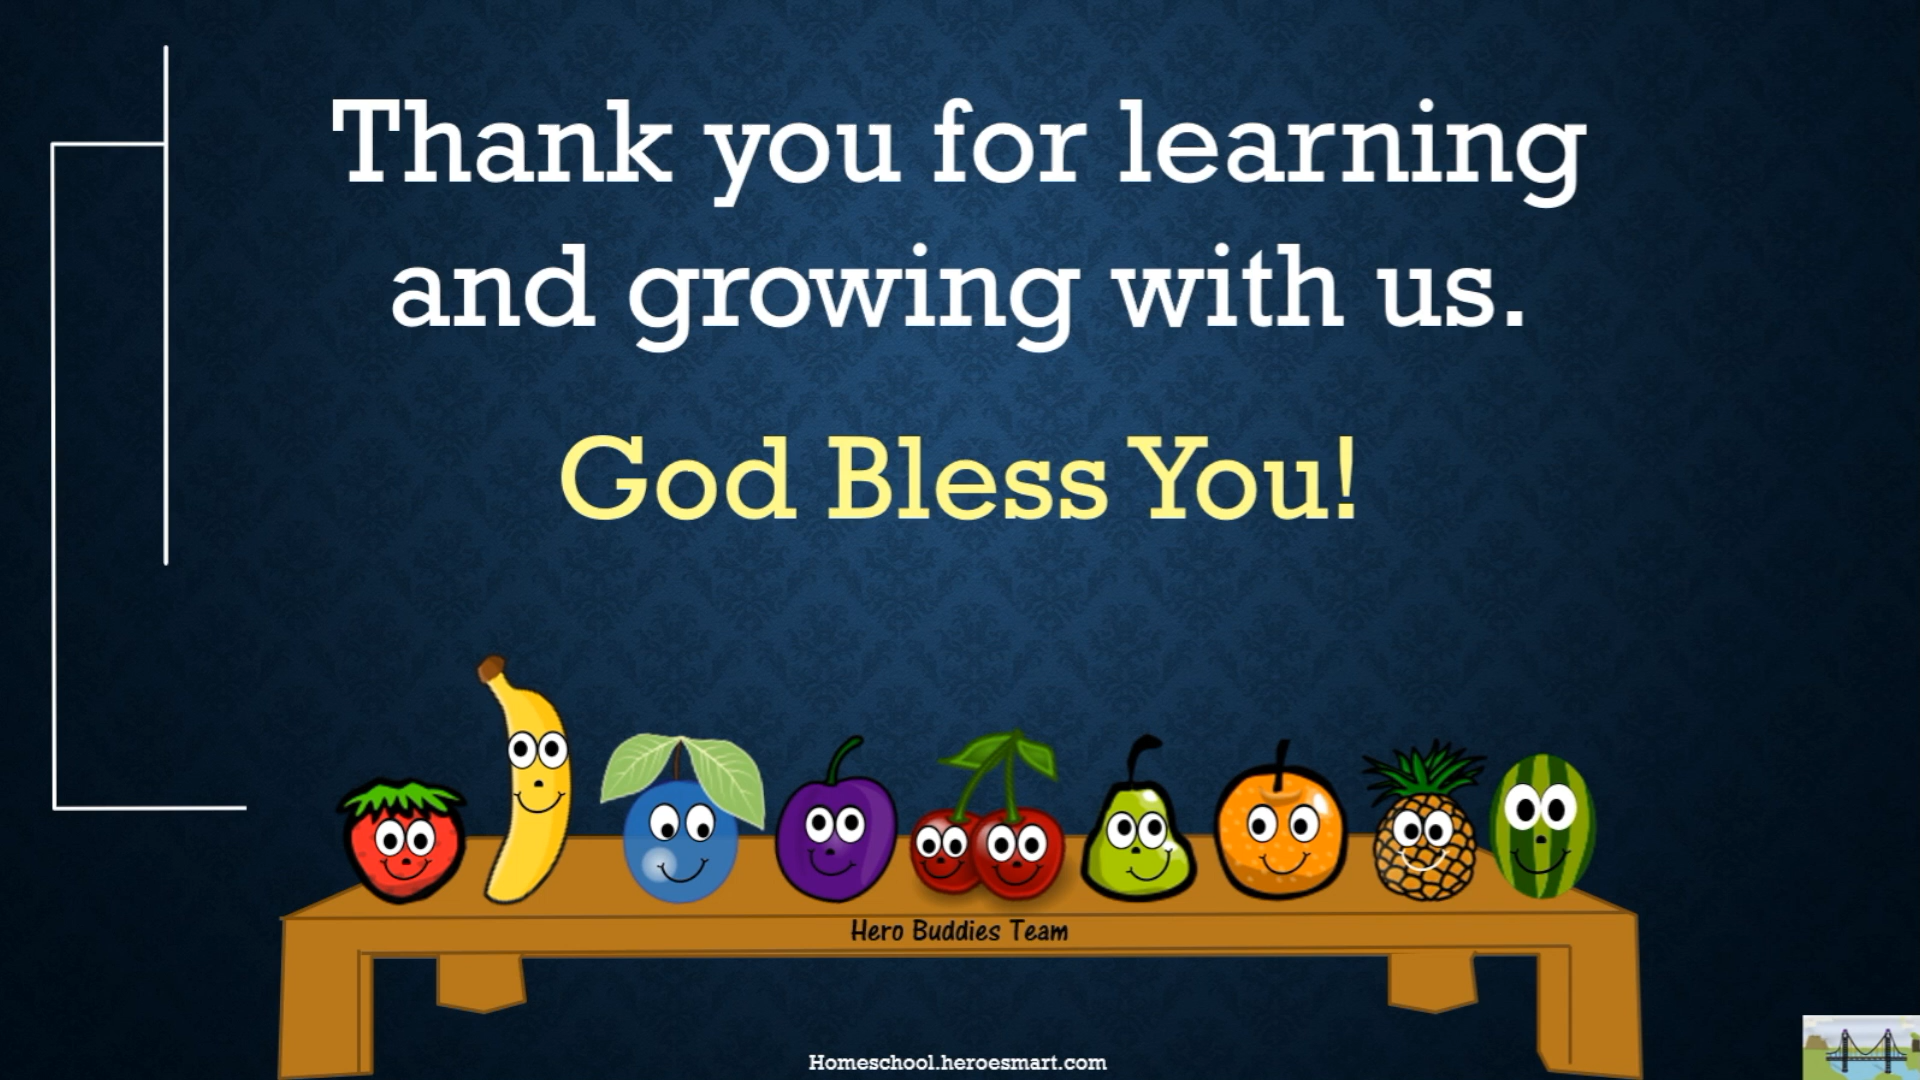 Thank you for learning
and growing with us.
God Bless You!
Hero Buddies Team
Homeschool.heroesmart.com